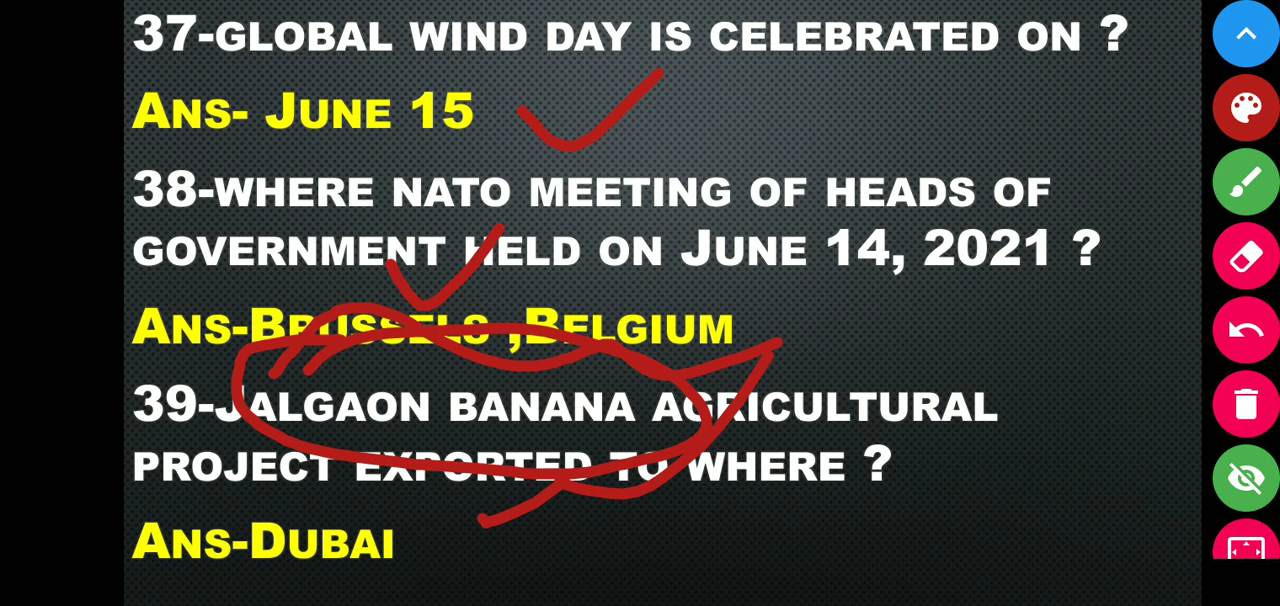 37-GLOBAL WIND DAY IS CELEBRATED ON ?
ANS- JUNE 15
38-WHERE NATO MEETING OF HEADS OF
GOVERNMENT HELD ON JUNE 14, 2021 ?
ANS-BRUSSELS ,BELGIUM
39-JALGAON BANANA AGRICULTURAL
PROJECT EXPORTED TO WHERE ?
ANS-DUBAI